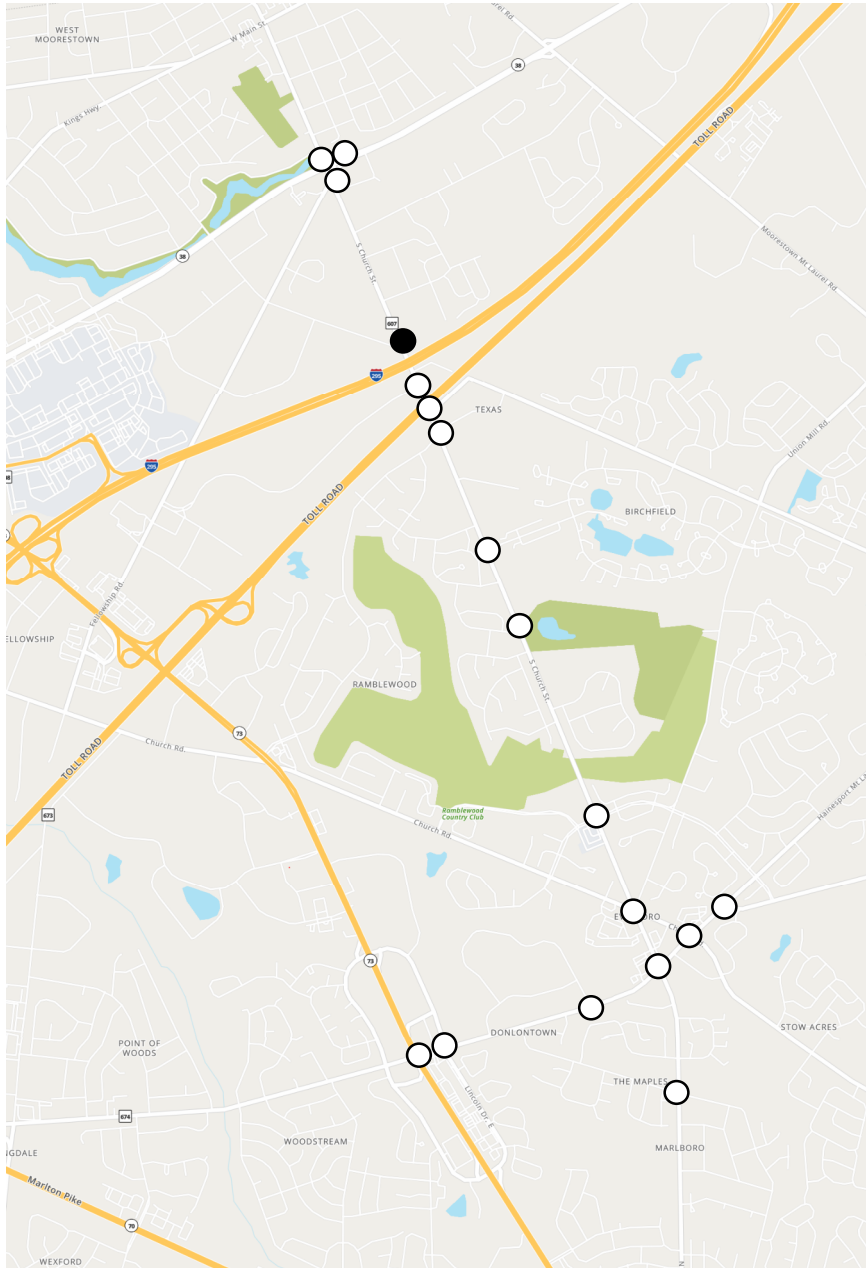 WEST
MOORESTOWN
W Main St.
38
Kings Hwy.
TOLL ROAD
38
S Church St.
Moorestown Mt Laurel Rd.
607
295
TEXAS
Union Mill Rd.
295
TOLL ROAD
BIRCHFIELD
Fellowship Rd.
ELLOWSHIP
S Church St.
RAMBLEWOOD
73
Church Rd.
TOLL ROAD
673
Ramblewood
Country Club
Church Rd.
Hainesport Mt La
73
DONLONTOWN
STOW ACRES
POINT OF
WOODS
THE MAPLES
674
Lincoln Dr. E
WOODSTREAM
MARLBORO
NGDALE
Marlton Pike
70
WEXFORD
N